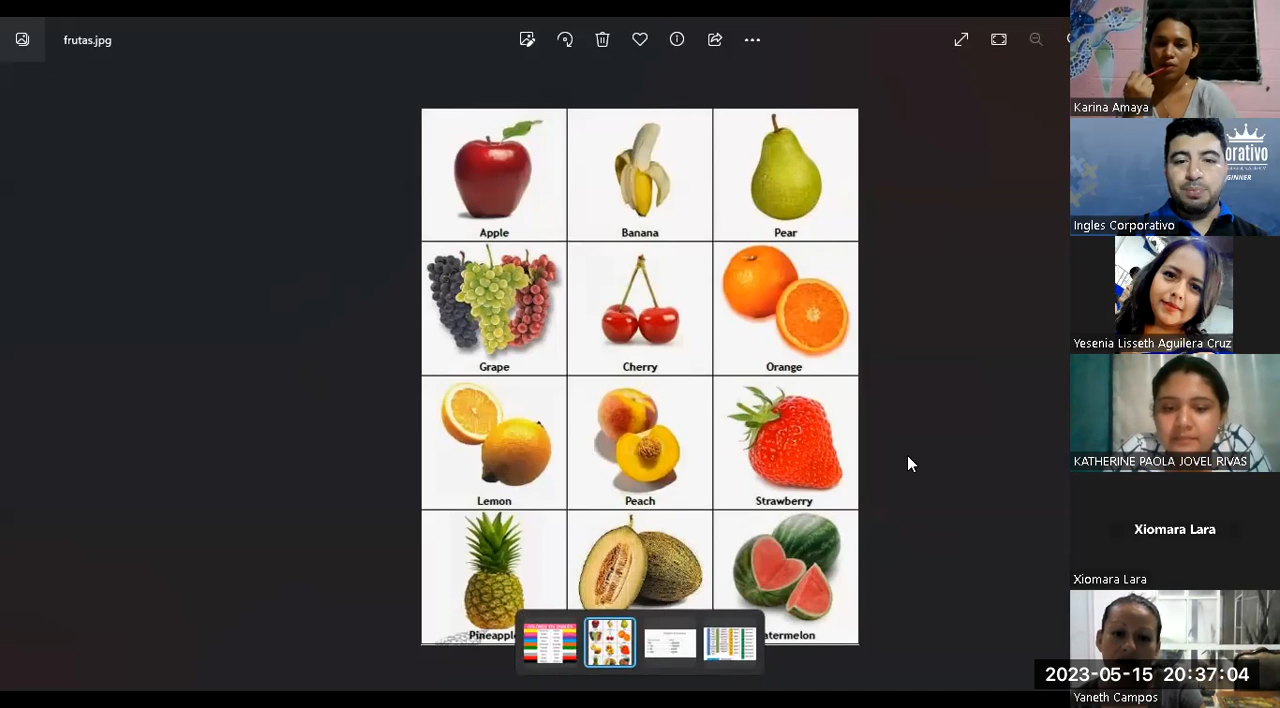 frutas.jpg
Apple
Banana
Pear
Grape
Cherry
Orange
Lemon
Peach
Strawberry
Pineapple
atermelon
Karina Amaya
orativo
GINNER
Ingles Corporativo
Yesenia Lisseth Aguilera Cruz
KATHERINE PAOLA JOVEL RIVAS
Xiomara Lara
Xiomara Lara
2023-05-15 20:37:04
Yaneth Campos